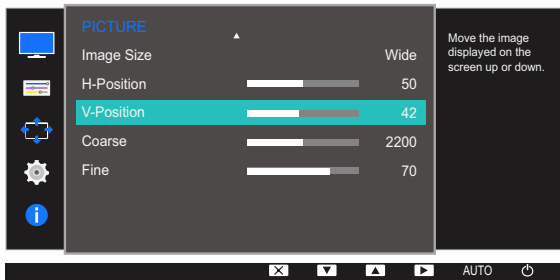 PICTURE
Image Size Wide
H-Position 50
V-Position 42
Coarse 2200
Fine 70
Move the image
displayed on the
screen up or down.
AUTO